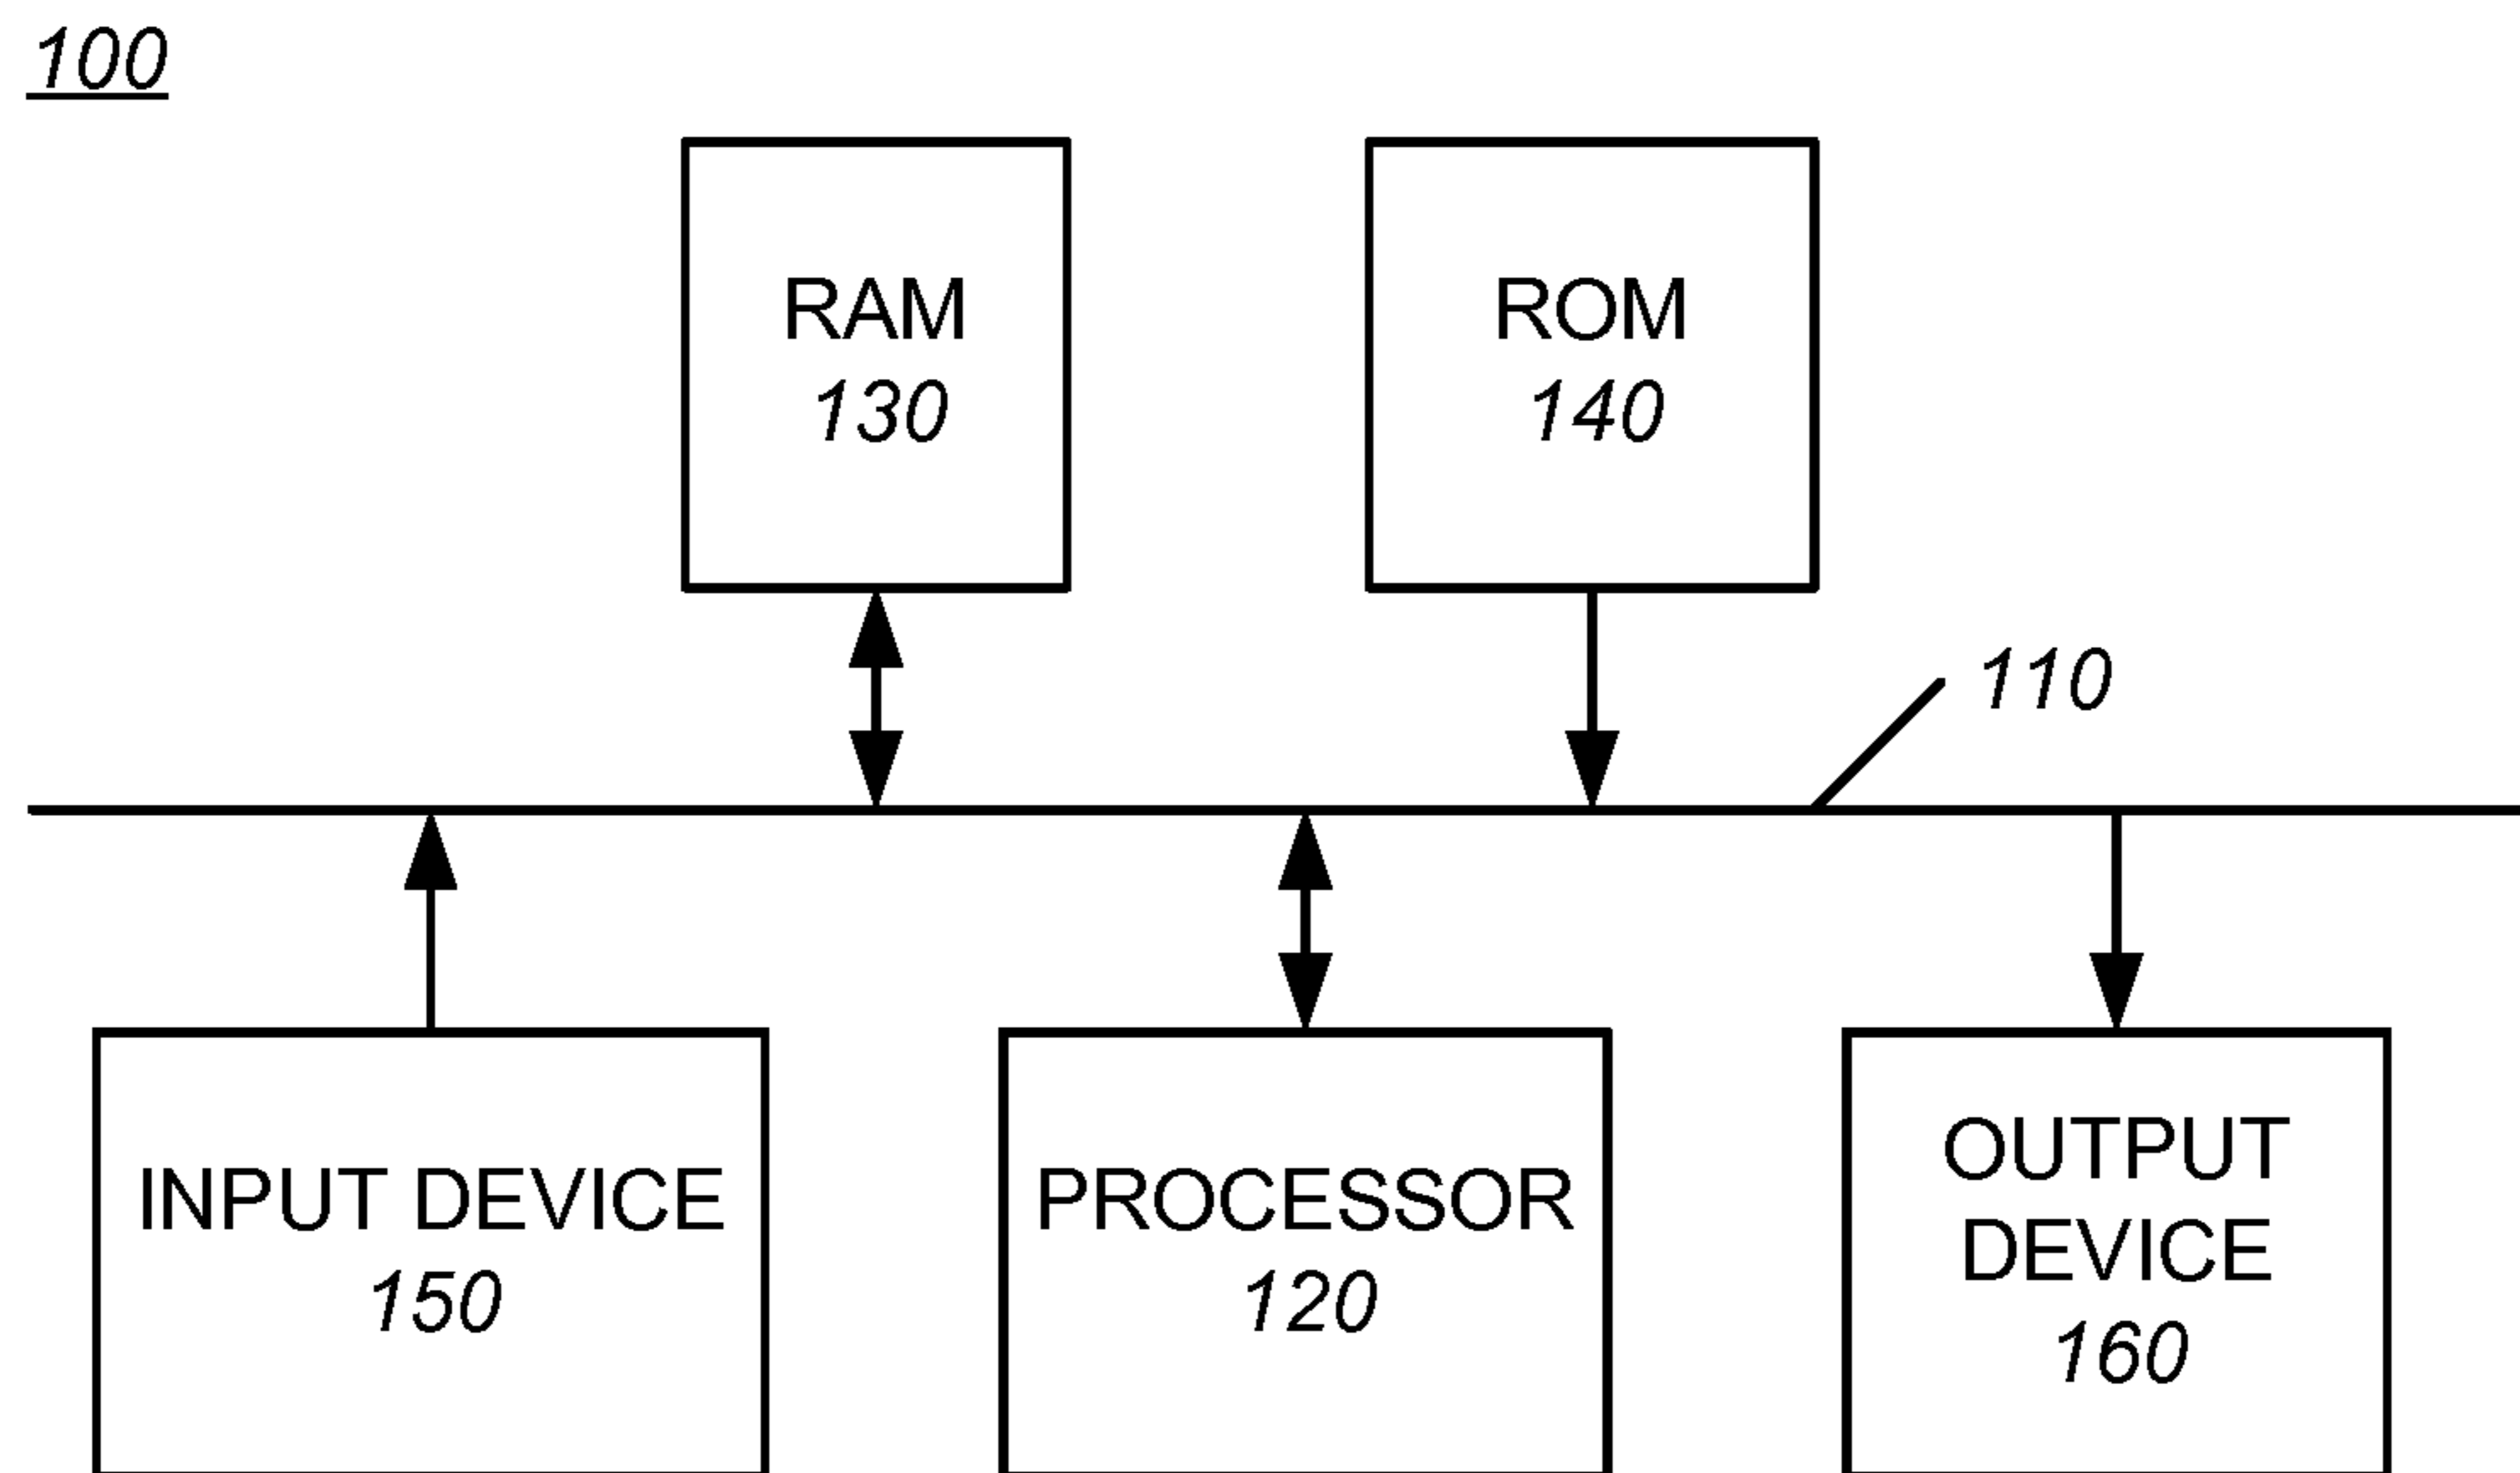 100
RAM
130
ROM
140
110
INPUT DEVICE
150
PROCESSOR
120
OUTPUT
DEVICE
160